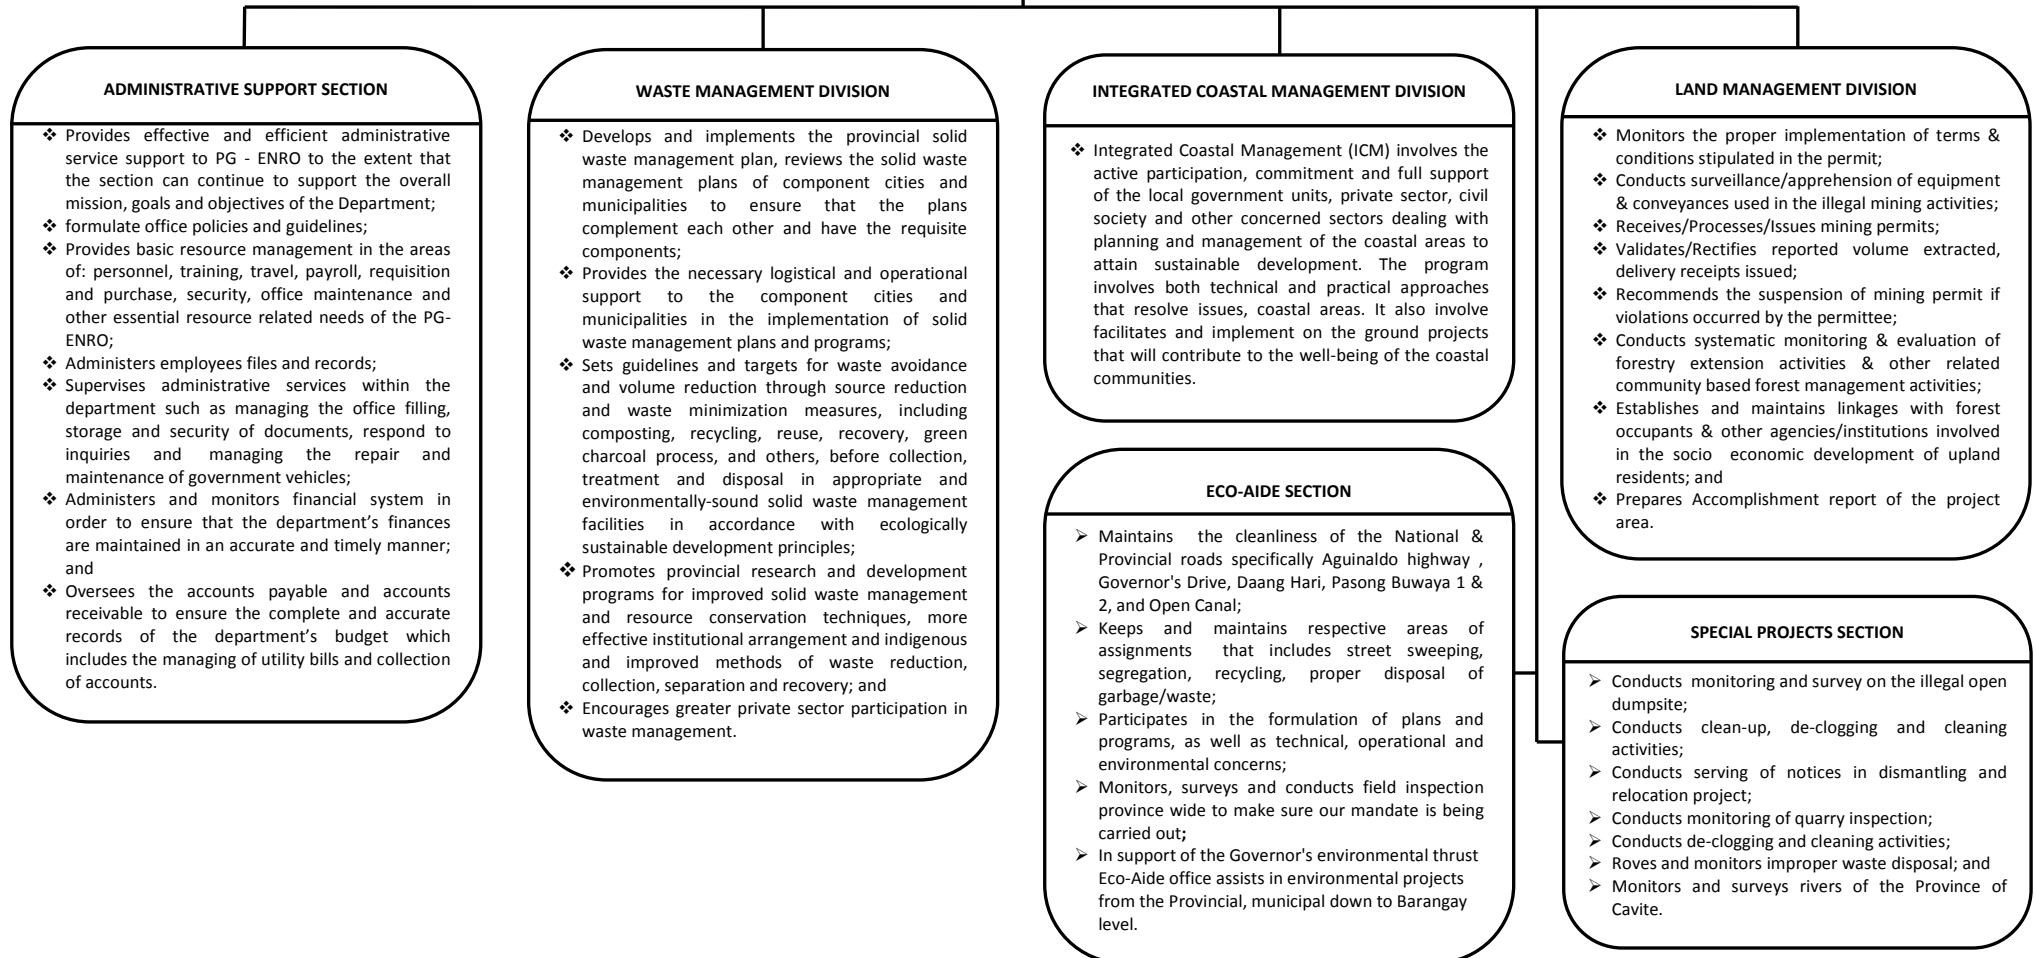 ADMINISTRATIVE SUPPORT SECTION
❖ Provides effective and efficient administrative
service support to PG - ENRO to the extent that
the section can continue to support the overall
mission, goals and objectives of the Department;
❖ formulate office policies and guidelines;
❖ Provides basic resource management in the areas
of: personnel, training, travel, payroll, requisition
and purchase, security, office maintenance and
other essential resource related needs of the PG-
ENRO;
❖ Administers employees files and records;
❖ Supervises administrative services within the
department such as managing the office filling,
storage and security of documents, respond to
inquiries and managing the repair and
maintenance of government vehicles;
❖ Administers and monitors financial system in
order to ensure that the department’s finances
are maintained in an accurate and timely manner;
and
❖ Oversees the accounts payable and accounts
receivable to ensure the complete and accurate
records of the department’s budget which
includes the managing of utility bills and collection
of accounts.
WASTE MANAGEMENT DIVISION
❖ Develops and implements the provincial solid
waste management plan, reviews the solid waste
management plans of component cities and
municipalities to ensure that the plans
complement each other and have the requisite
components;
❖ Provides the necessary logistical and operational
support to the component cities and
municipalities in the implementation of solid
waste management plans and programs;
❖ Sets guidelines and targets for waste avoidance
and volume reduction through source reduction
and waste minimization measures, including
composting, recycling, reuse, recovery, green
charcoal process, and others, before collection,
treatment and disposal in appropriate and
environmentally-sound solid waste management
facilities in accordance with ecologically
sustainable development principles;
❖ Promotes provincial research and development
programs for improved solid waste management
and resource conservation techniques, more
effective institutional arrangement and indigenous
and improved methods of waste reduction,
collection, separation and recovery; and
❖ Encourages greater private sector participation in
waste management.
INTEGRATED COASTAL MANAGEMENT DIVISION
❖ Integrated Coastal Management (ICM) involves the
active participation, commitment and full support
of the local government units, private sector, civil
society and other concerned sectors dealing with
planning and management of the coastal areas to
attain sustainable development. The program
involves both technical and practical approaches
that resolve issues, coastal areas. It also involve
facilitates and implement on the ground projects
that will contribute to the well-being of the coastal
communities.
ECO-AIDE SECTION
➢ Maintains the cleanliness of the National &
Provincial roads specifically Aguinaldo highway ,
Governor's Drive, Daang Hari, Pasong Buwaya 1 &
2, and Open Canal;
➢ Keeps and maintains respective areas of
assignments that includes street sweeping,
segregation, recycling, proper disposal of
garbage/waste;
➢ Participates in the formulation of plans and
programs, as well as technical, operational and
environmental concerns;
➢ Monitors, surveys and conducts field inspection
province wide to make sure our mandate is being
carried out;
➢ In support of the Governor's environmental thrust
Eco-Aide office assists in environmental projects
from the Provincial, municipal down to Barangay
level.
LAND MANAGEMENT DIVISION
❖ Monitors the proper implementation of terms &
conditions stipulated in the permit;
❖ Conducts surveillance/apprehension of equipment
& conveyances used in the illegal mining activities;
❖ Receives/Processes/Issues mining permits;
❖ Validates/Rectifies reported volume extracted,
delivery receipts issued;
❖ Recommends the suspension of mining permit if
violations occurred by the permittee;
❖ Conducts systematic monitoring & evaluation of
forestry extension activities & other related
community based forest management activities;
❖ Establishes and maintains linkages with forest
occupants & other agencies/institutions involved
in the socio economic development of upland
residents; and
❖ Prepares Accomplishment report of the project
area.
SPECIAL PROJECTS SECTION
➢ Conducts monitoring and survey on the illegal open
dumpsite;
➢ Conducts clean-up, de-clogging and cleaning
activities;
➢ Conducts serving of notices in dismantling and
relocation project;
➢ Conducts monitoring of quarry inspection;
➢ Conducts de-clogging and cleaning activities;
➢ Roves and monitors improper waste disposal; and
➢ Monitors and surveys rivers of the Province of
Cavite.